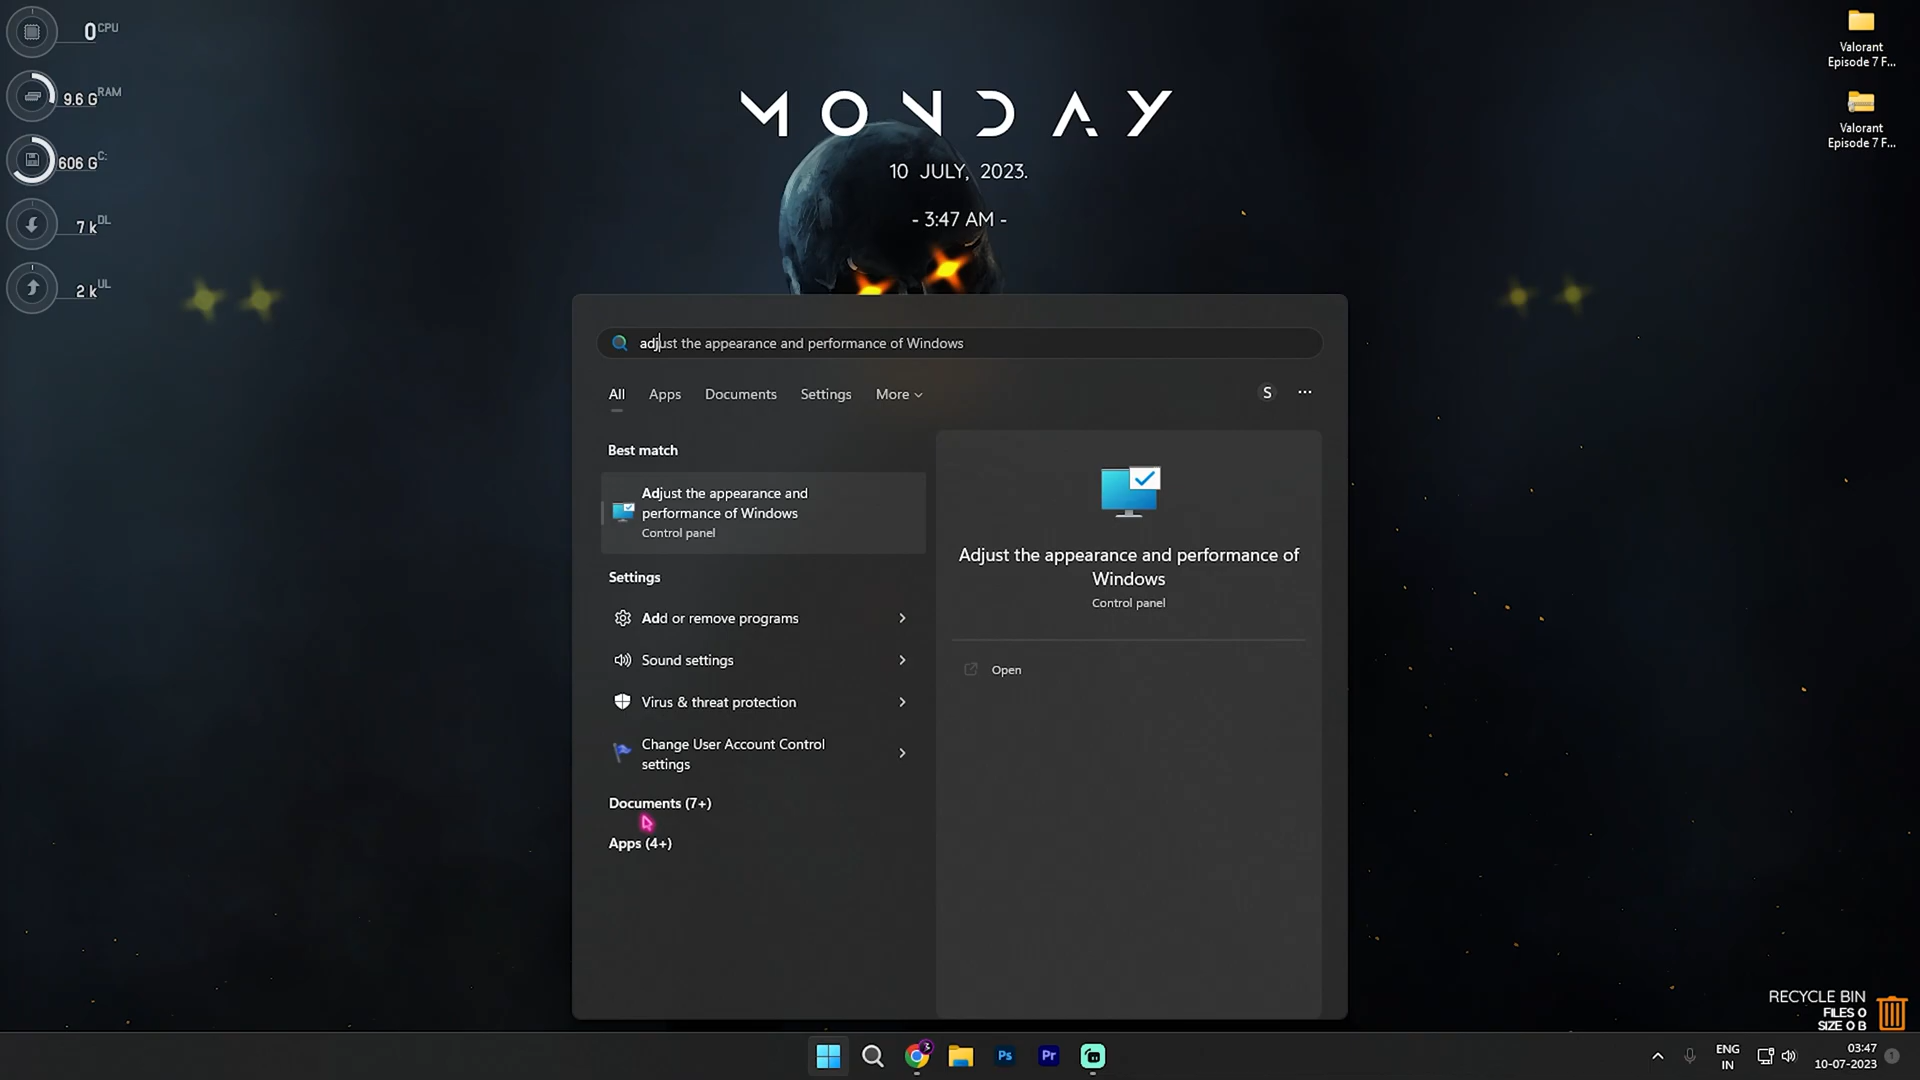 0 CPU
9.6 G RAM
606 G C:
7 k DL
2 k UL
MONDAY
10 JULY, 2023.
- 3:47 AM -
Valorant
Episode 7 F...
Valorant
Episode 7 F...
adjust the appearance and performance of Windows
All Apps Documents Settings More
S ...
Best match
Adjust the appearance and
performance of Windows
Control panel
Settings
Add or remove programs
Sound settings
Virus & threat protection
Change User Account Control
settings
Documents (7+)
Apps (4+)
Adjust the appearance and performance of
Windows
Control panel
Open
RECYCLE BIN
FILES 0
SIZE 0 B
3
Ps
Pr
ENG
IN
03:47
10-07-2023
1